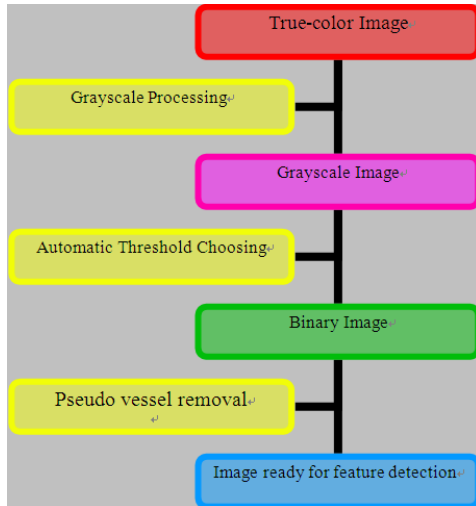 True-color Image
Grayscale Processing
Grayscale Image
Automatic Threshold Choosing
Binary Image
Pseudo vessel removal
Image ready for feature detection